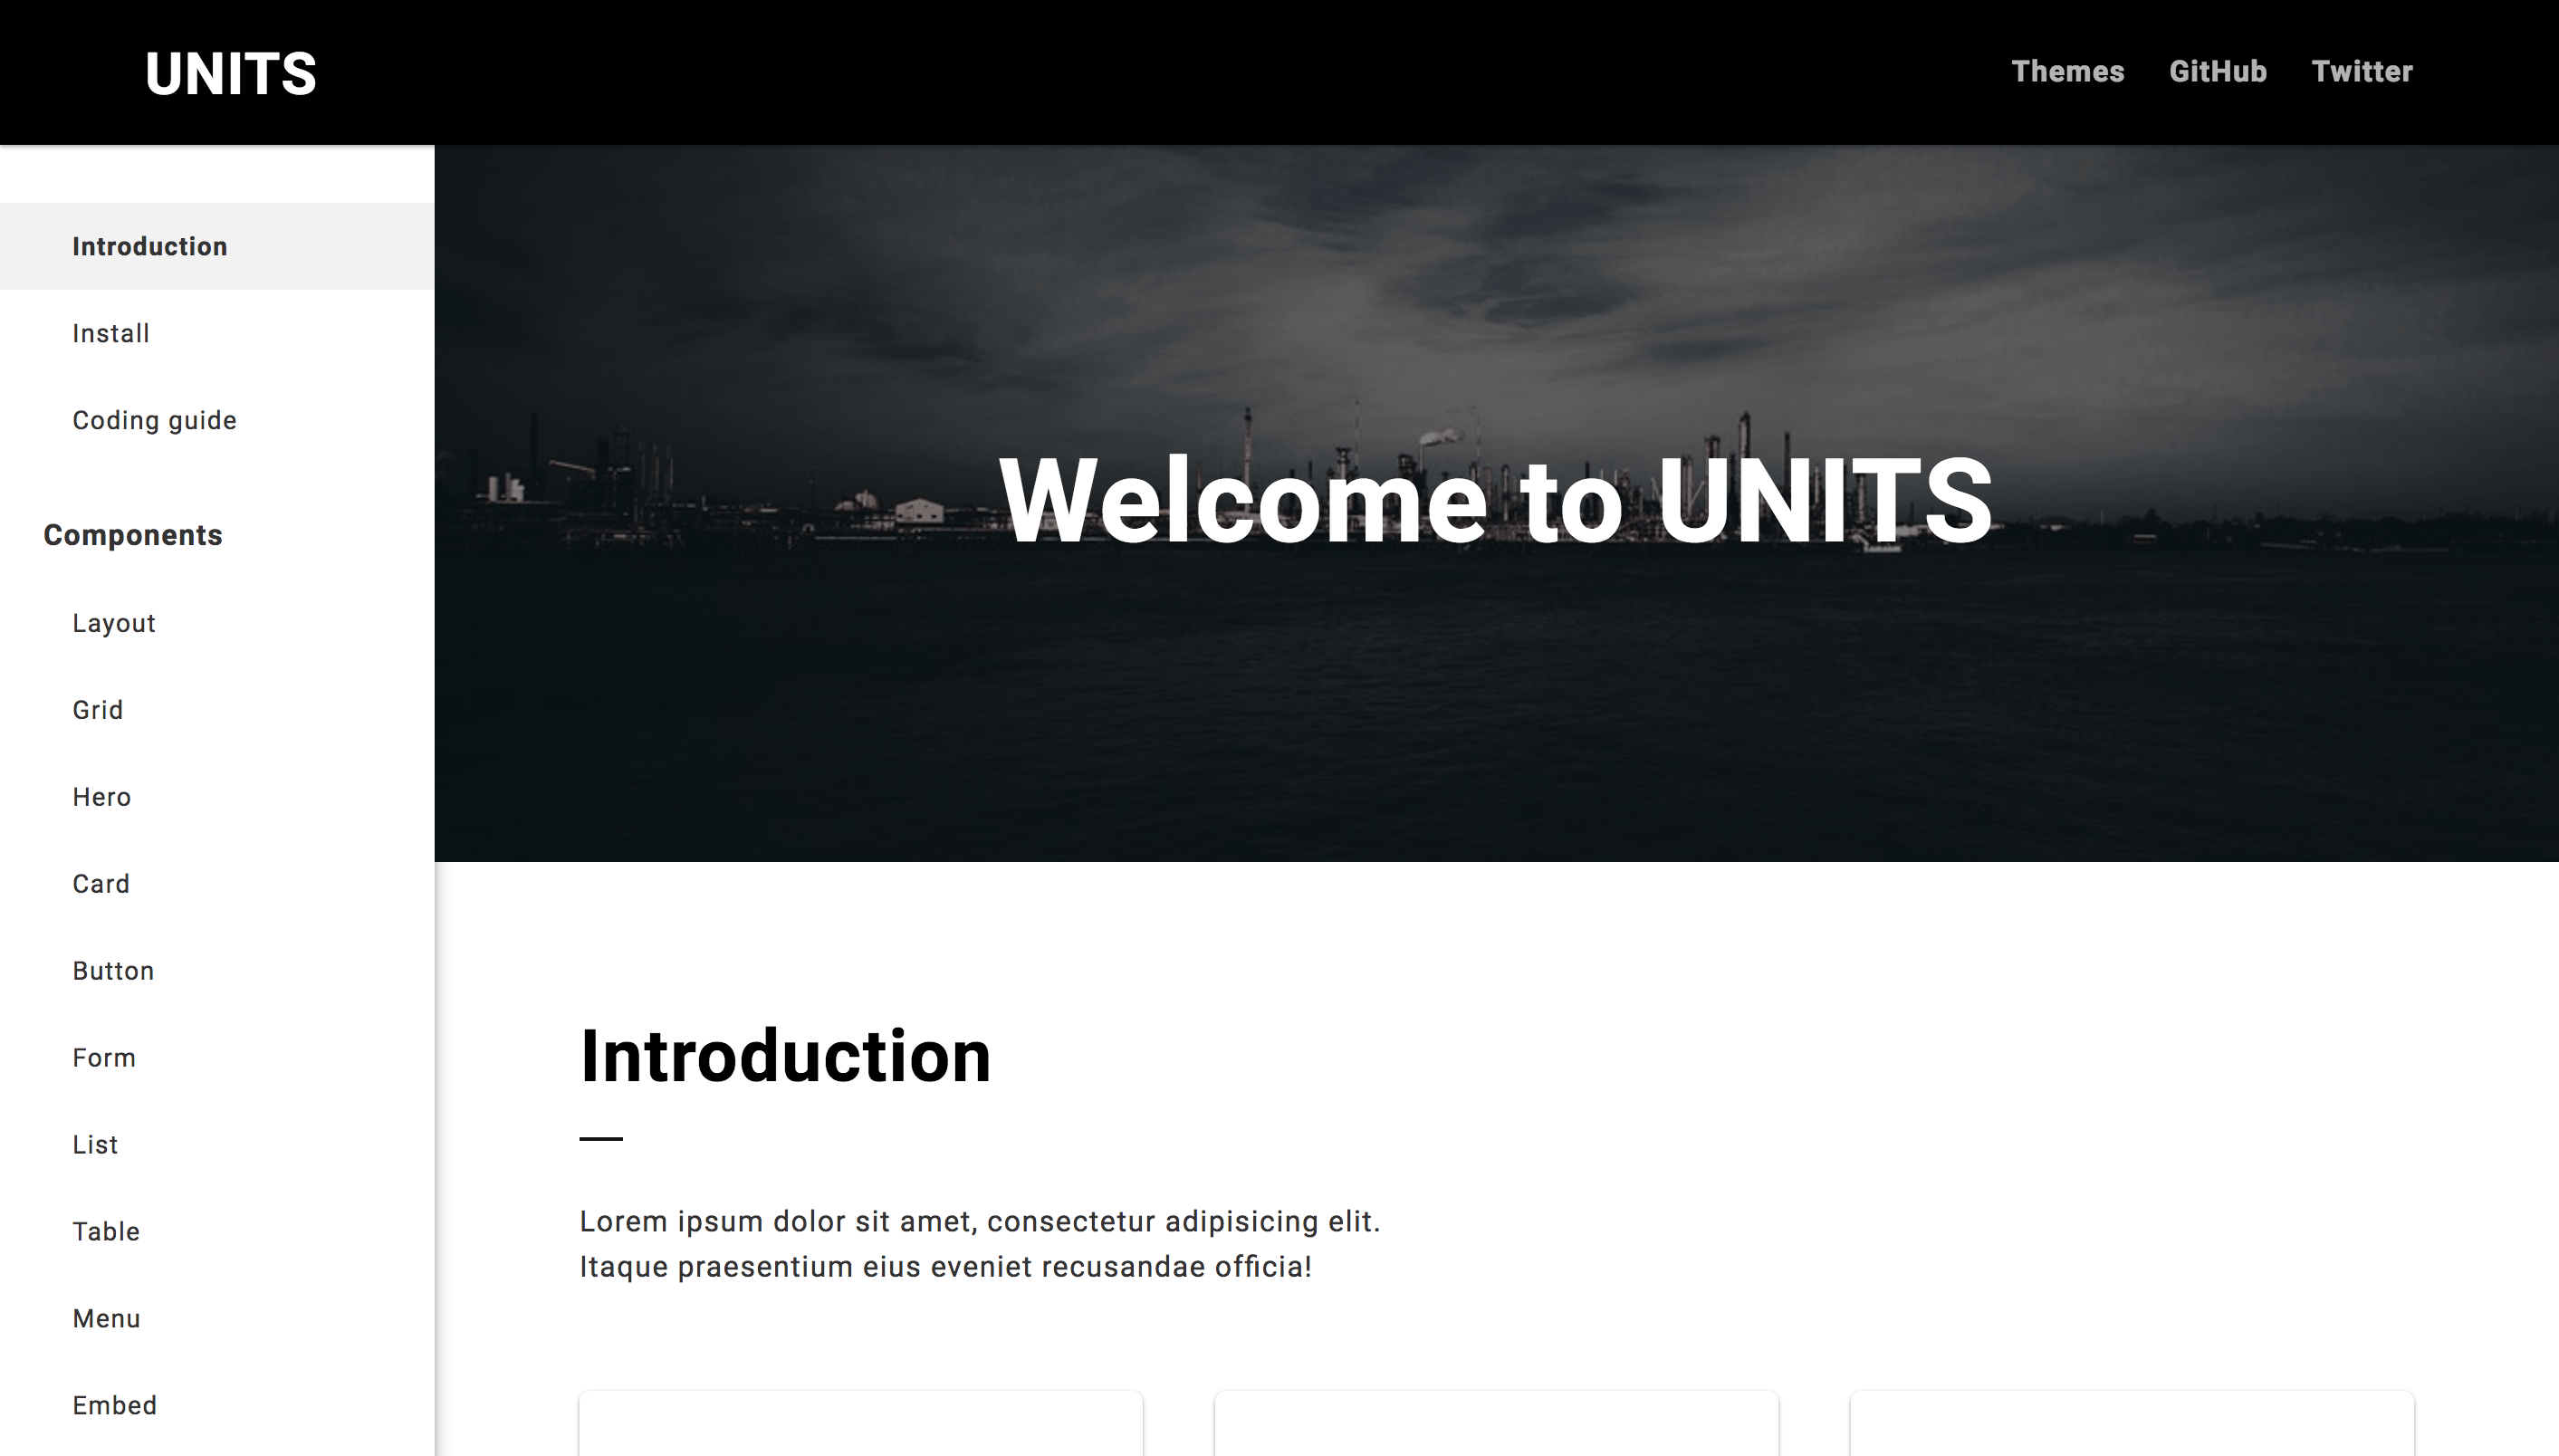 UNITS
Themes GitHub Twitter
Introduction
Install
Coding guide
Components
Layout
Grid
Hero
Card
Button
Form
List
Table
Menu
Embed
Welcome to UNITS
Introduction
Lorem ipsum dolor sit amet, consectetur adipisicing elit.
Itaque praesentium eius eveniet recusandae officia!